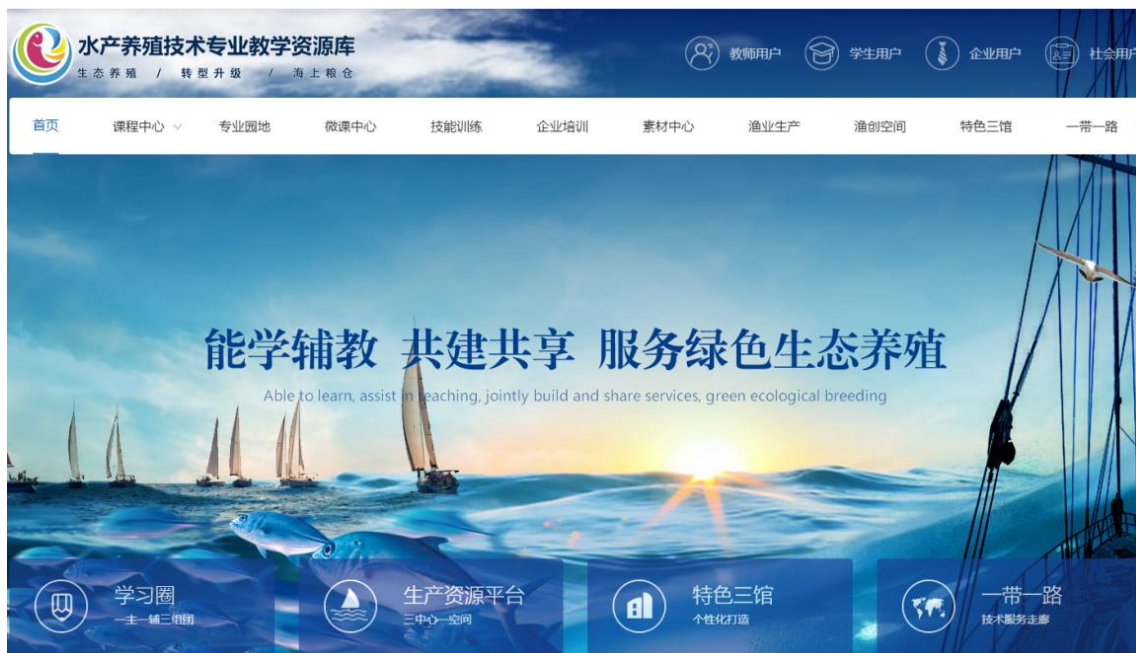 水产养殖技术专业教学资源库
生态养殖 / 转型升级 / 海上粮仓
教师用户 学生用户 企业用户 社会用户
首页 课程中心 专业园地 微课中心 技能训练 企业培训 素材中心 渔业生产 渔创空间 特色三馆 一带一路
能学辅教 共建共享 服务绿色生态养殖
Able to learn, assist in teaching, jointly build and share services, green ecological breeding
学习圈 生产资源平台 特色三馆 一带一路
一主一辅三组团 三中心一空间 个性化打造 技术服务走廊